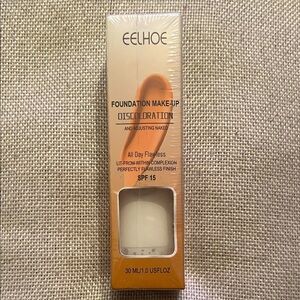 EELHOE
FOUNDATION MAKE-UP
DISCOLORATION
AND ADJUSTING NAKED
All Day Flawless
LIT-FROM-WITHIN COMPLEXION
PERFECTLY FLAWLESS FINISH
SPF 15
30 ML/1.0 USFLOZ